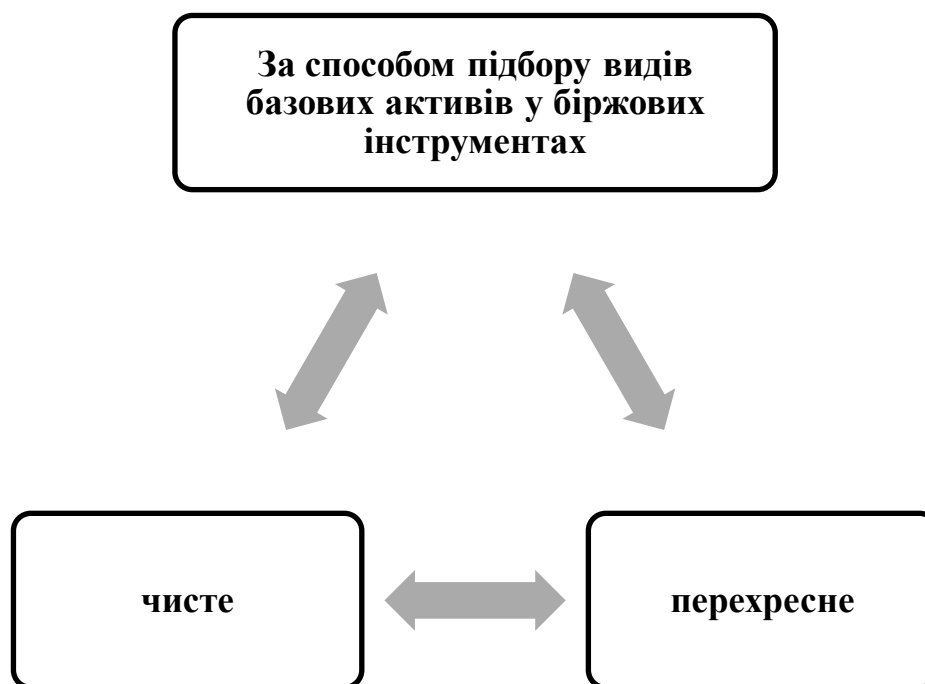 За способом підбору видів
базових активів у біржових
інструментах
чисте
перехресне